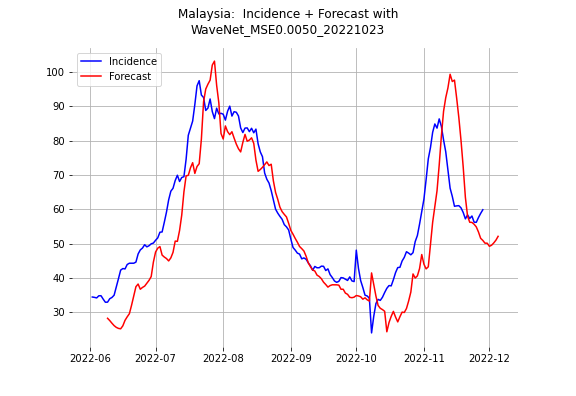 Malaysia:  Incidence + Forecast with
WaveNet_MSE0.0050_20221023
Incidence
Forecast
100
90
80
70
60
50
40
30
2022-06 2022-07 2022-08 2022-09 2022-10 2022-11 2022-12